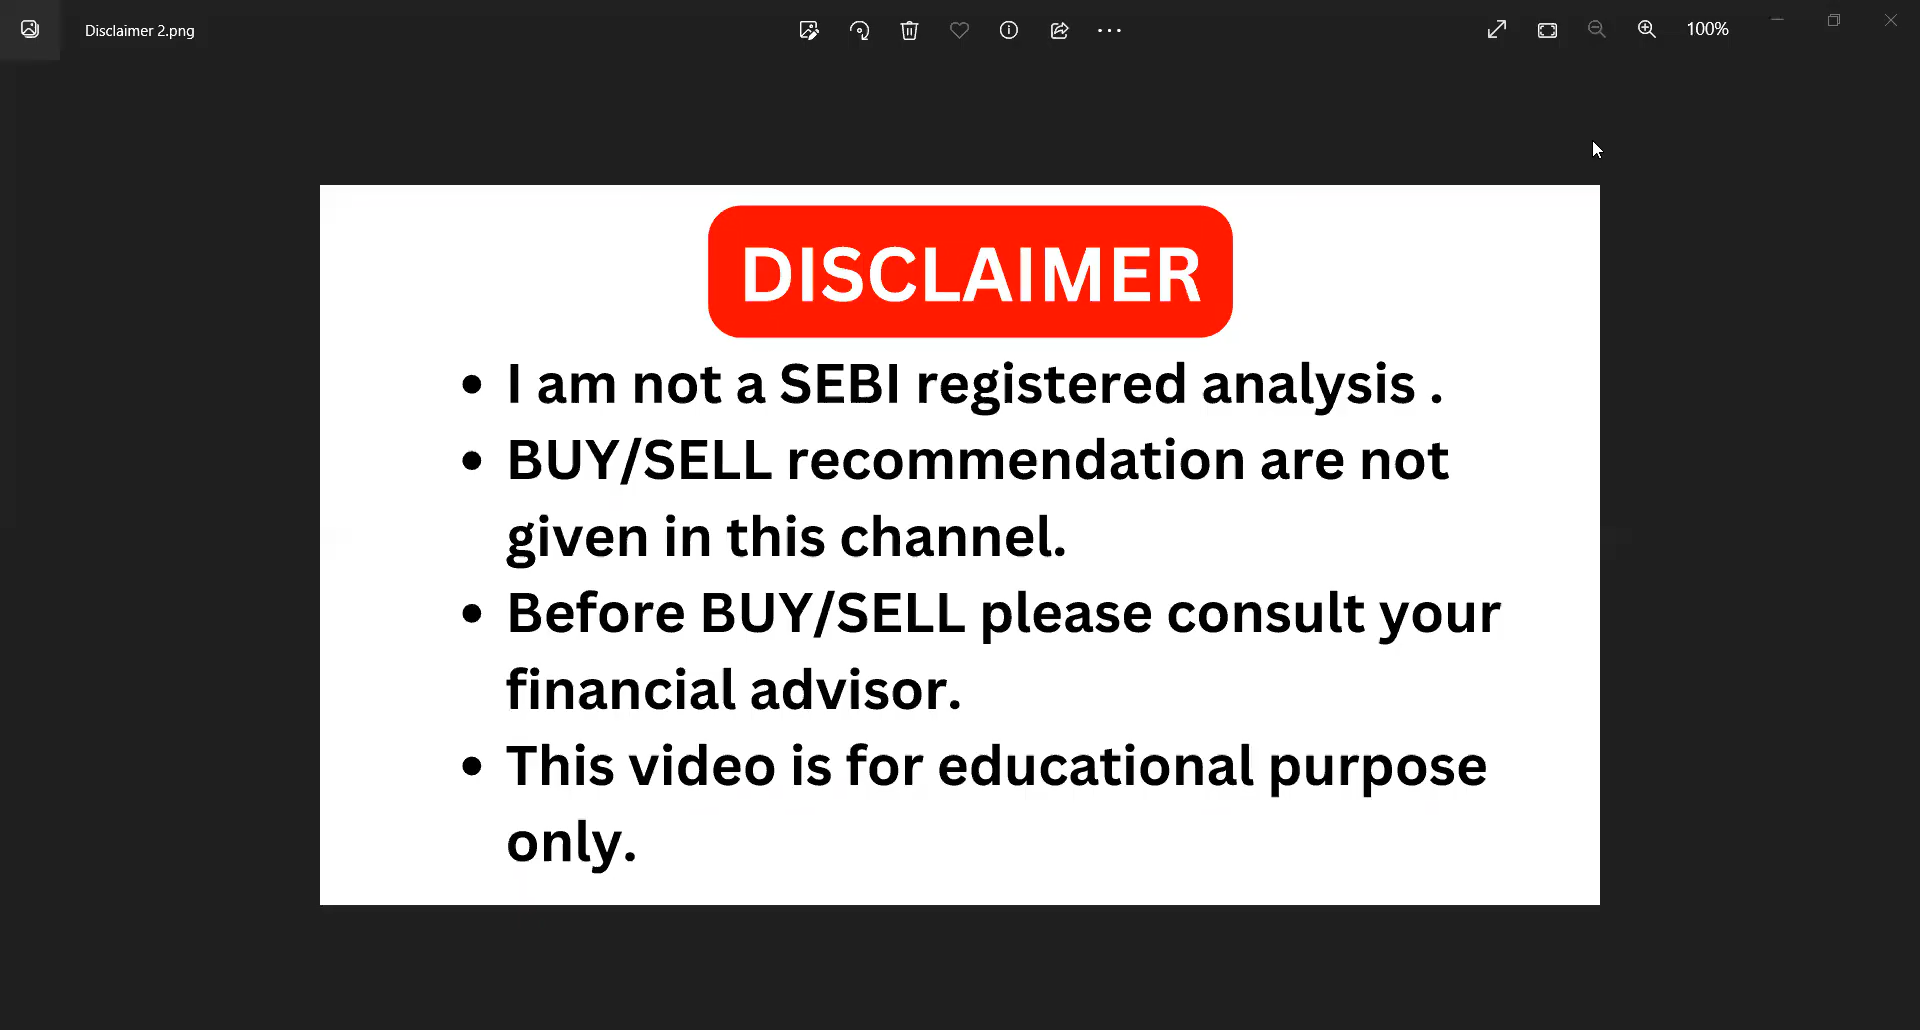 Disclaimer 2.png
100%
DISCLAIMER
• I am not a SEBI registered analysis .
• BUY/SELL recommendation are not
given in this channel.
• Before BUY/SELL please consult your
financial advisor.
• This video is for educational purpose
only.